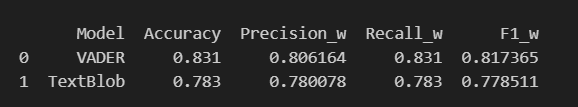 Model Accuracy Precision_w Recall_w F1_w
0 VADER 0.831 0.806164 0.831 0.817365
1 TextBlob 0.783 0.780078 0.783 0.778511